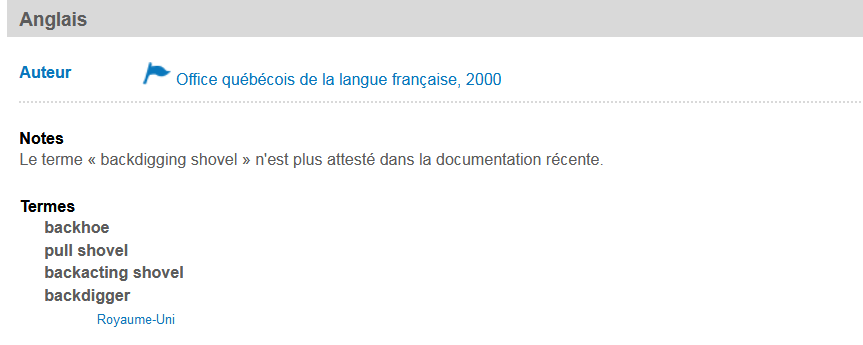 Anglais
Auteur Office québécois de la langue française, 2000
Notes
Le terme « backdigging shovel » n'est plus attesté dans la documentation récente.
Termes
backhoe
pull shovel
backacting shovel
backdigger
Royaume-Uni